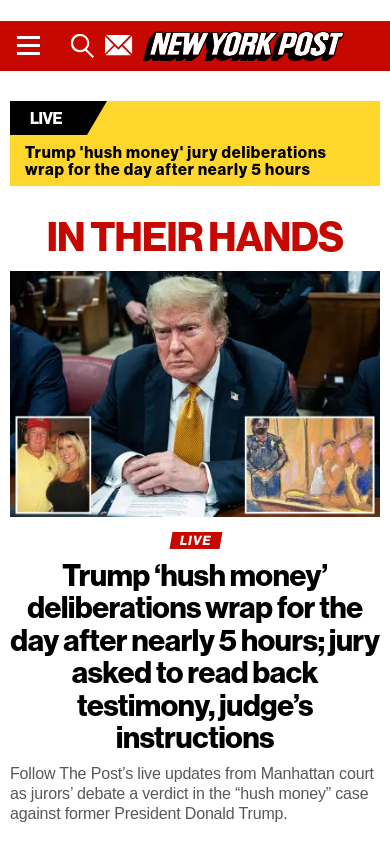 NEW YORK POST
LIVE
Trump 'hush money' jury deliberations
wrap for the day after nearly 5 hours
IN THEIR HANDS
LIVE
Trump ‘hush money’
deliberations wrap for the
day after nearly 5 hours; jury
asked to read back
testimony, judge’s
instructions
Follow The Post’s live updates from Manhattan court
as jurors’ debate a verdict in the “hush money” case
against former President Donald Trump.